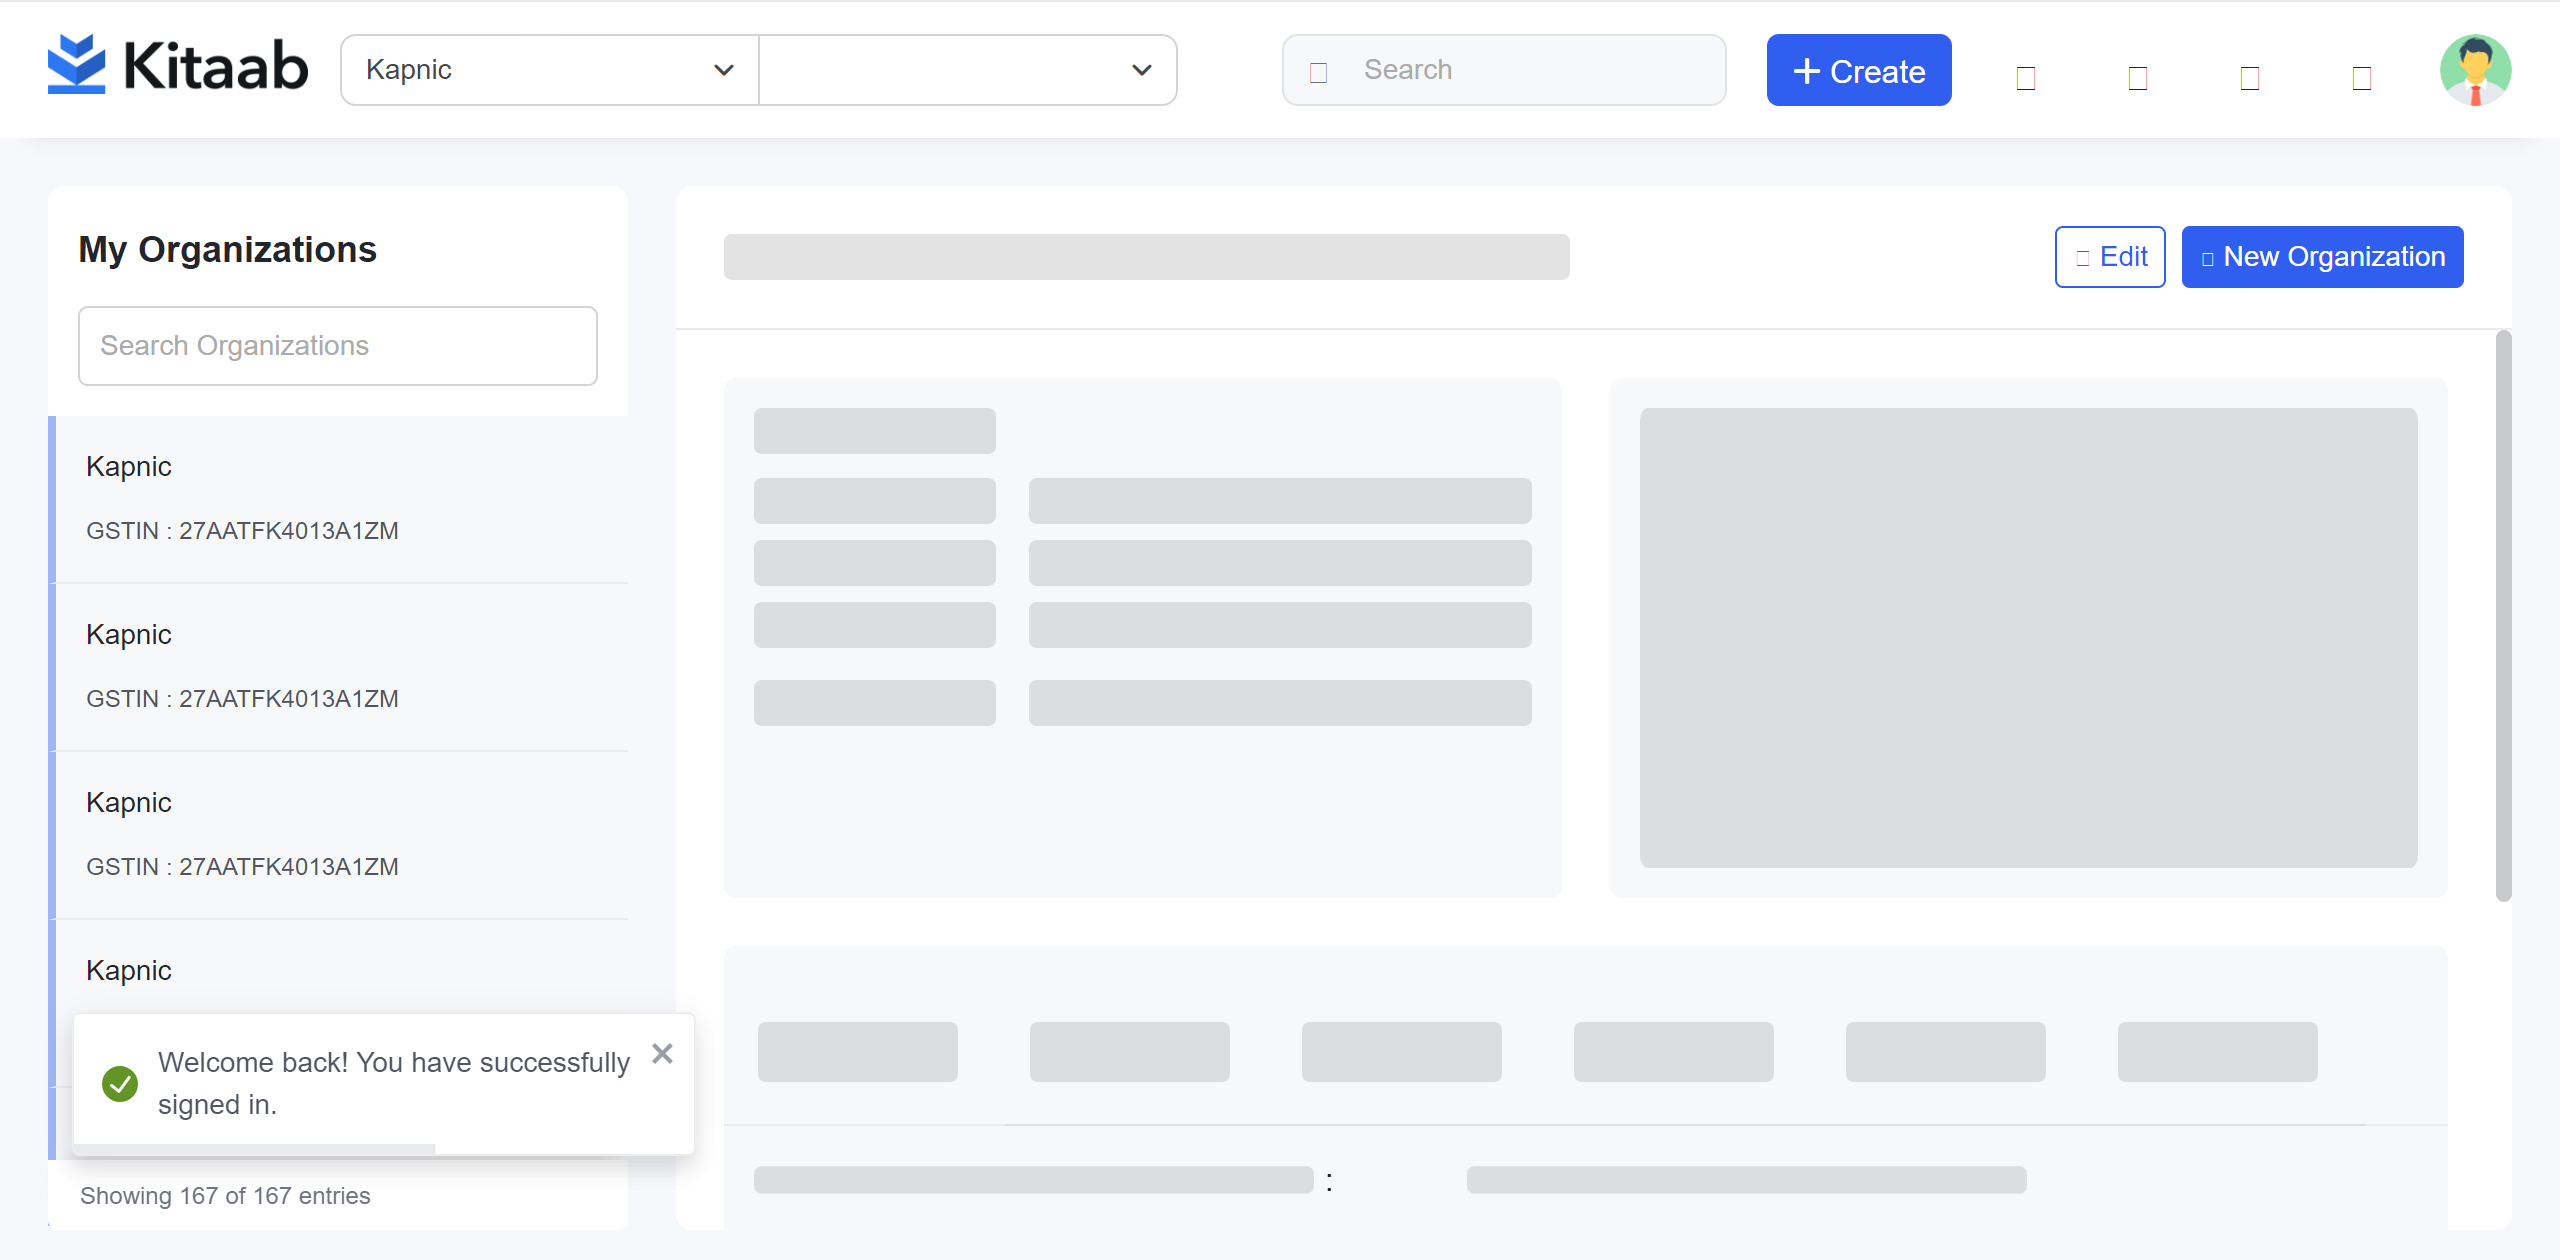 Kitaab
Kapnic
Search
Create
My Organizations
Edit
New Organization
Search Organizations
Kapnic
GSTIN : 27AATFK4013A1ZM
Kapnic
GSTIN : 27AATFK4013A1ZM
Kapnic
GSTIN : 27AATFK4013A1ZM
Kapnic
Welcome back! You have successfully
signed in.
:
Showing 167 of 167 entries